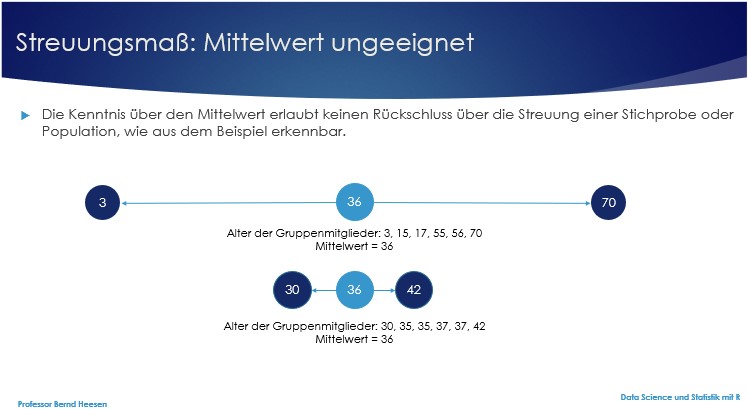 Streuungsmaß: Mittelwert ungeeignet
Die Kenntnis über den Mittelwert erlaubt keinen Rückschluss über die Streuung einer Stichprobe oder
Population, wie aus dem Beispiel erkennbar.
3 36 70
Alter der Gruppenmitglieder: 3, 15, 17, 55, 56, 70
Mittelwert = 36
30 36 42
Alter der Gruppenmitglieder: 30, 35, 35, 37, 37, 42
Mittelwert = 36
Professor Bernd Heesen
Data Science und Statistik mit R